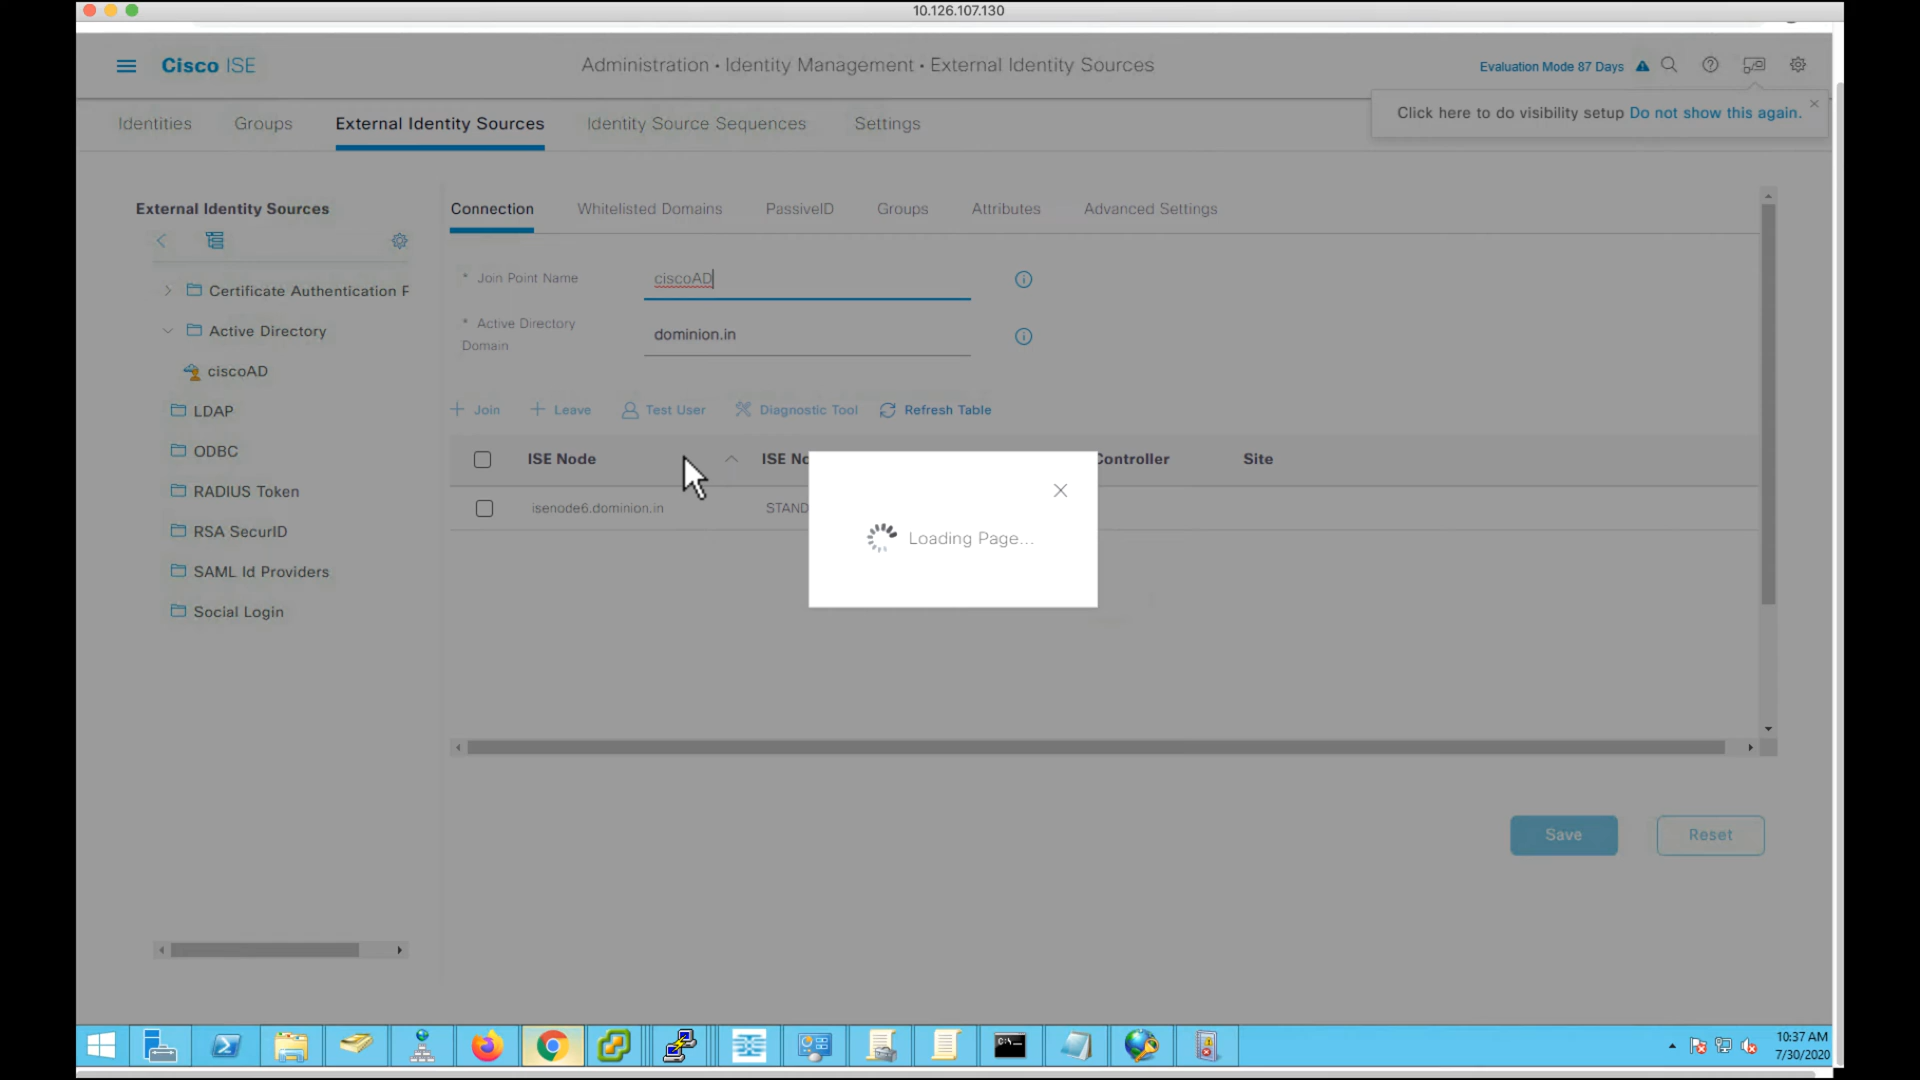 10.126.107.130
Cisco ISE
Administration • Identity Management • External Identity Sources
Evaluation Mode 87 Days
Identities
Groups
External Identity Sources
Identity Source Sequences
Settings
Click here to do visibility setup Do not show this again.
External Identity Sources
Certificate Authentication F
Active Directory
ciscoAD
LDAP
ODBC
RADIUS Token
RSA SecurID
SAML Id Providers
Social Login
Connection
Whitelisted Domains
PassiveID
Groups
Attributes
Advanced Settings
* Join Point Name
ciscoAD
* Active Directory
Domain
dominion.in
+ Join
+ Leave
Test User
Diagnostic Tool
Refresh Table
ISE Node
ISE No
Controller
Site
isenode6.dominion.in
STAND
Loading Page...
Save
Reset
10:37 AM
7/30/2020